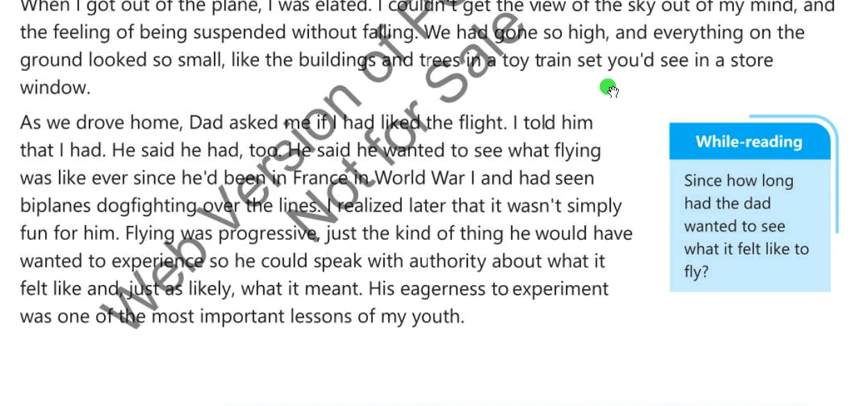 When I got out of the plane, I was elated. I couldn't get the view of the sky out of my mind, and
the feeling of being suspended without falling. We had gone so high, and everything on the
ground looked so small, like the buildings and trees in a toy train set you'd see in a store
window.
As we drove home, Dad asked me if I had liked the flight. I told him
that I had. He said he had, too. He said he wanted to see what flying
was like ever since he'd been in France in World War I and had seen
biplanes dogfighting over the lines. I realized later that it wasn't simply
fun for him. Flying was progressive, just the kind of thing he would have
wanted to experience so he could speak with authority about what it
felt like and, just as likely, what it meant. His eagerness to experiment
was one of the most important lessons of my youth.
While-reading
Since how long
had the dad
wanted to see
what it felt like to
fly?
Web Version of
Not for Sale